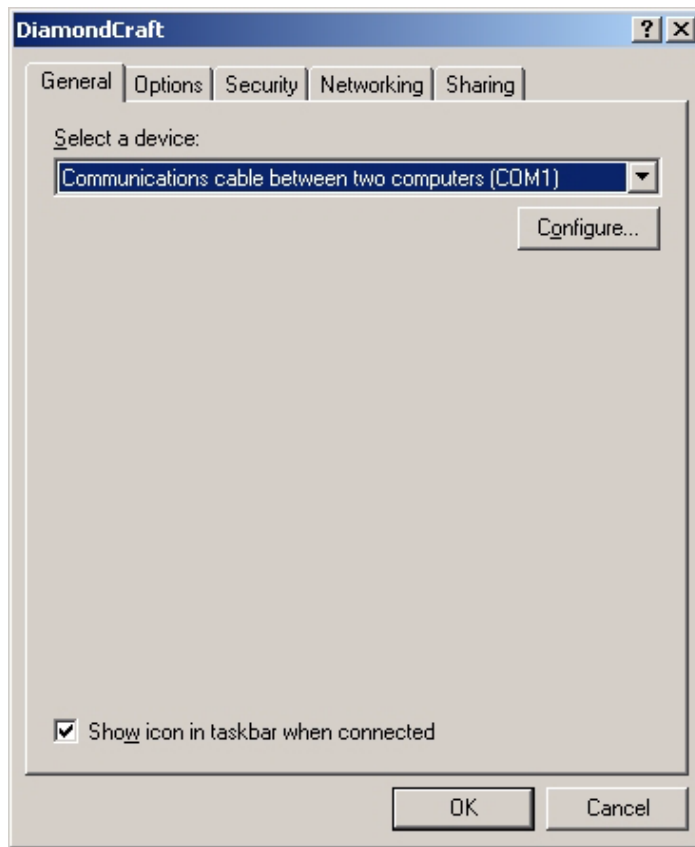 DiamondCraft
General Options Security Networking Sharing
Select a device:
Communications cable between two computers (COM1)
Configure...
Show icon in taskbar when connected
OK Cancel